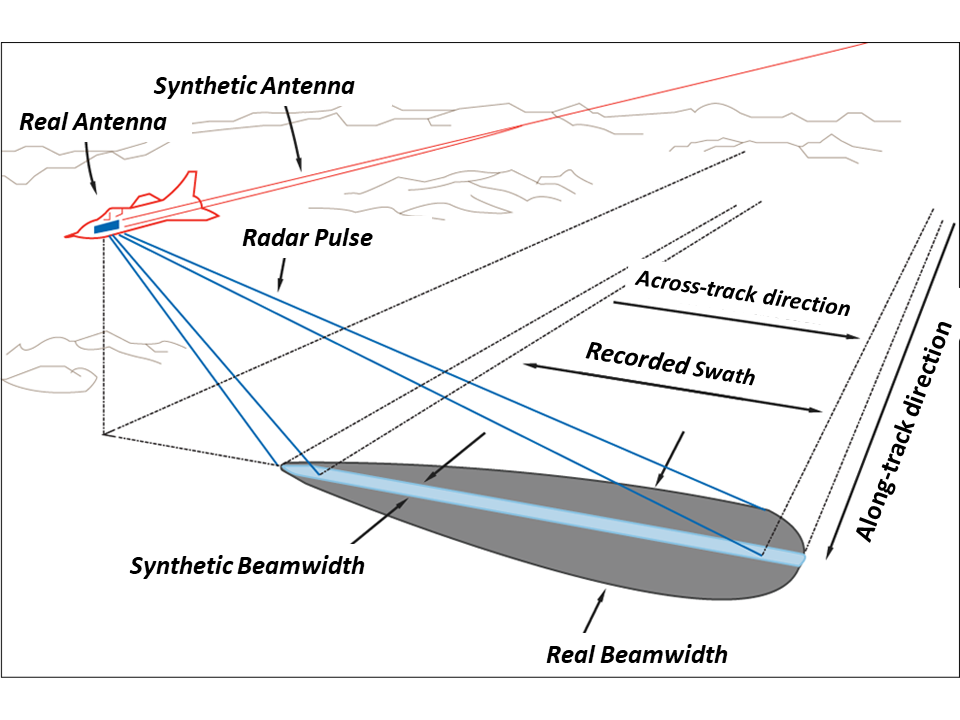 Synthetic Antenna
Real Antenna
Radar Pulse
Across-track direction
Recorded Swath
Along-track direction
Synthetic Beamwidth
Real Beamwidth